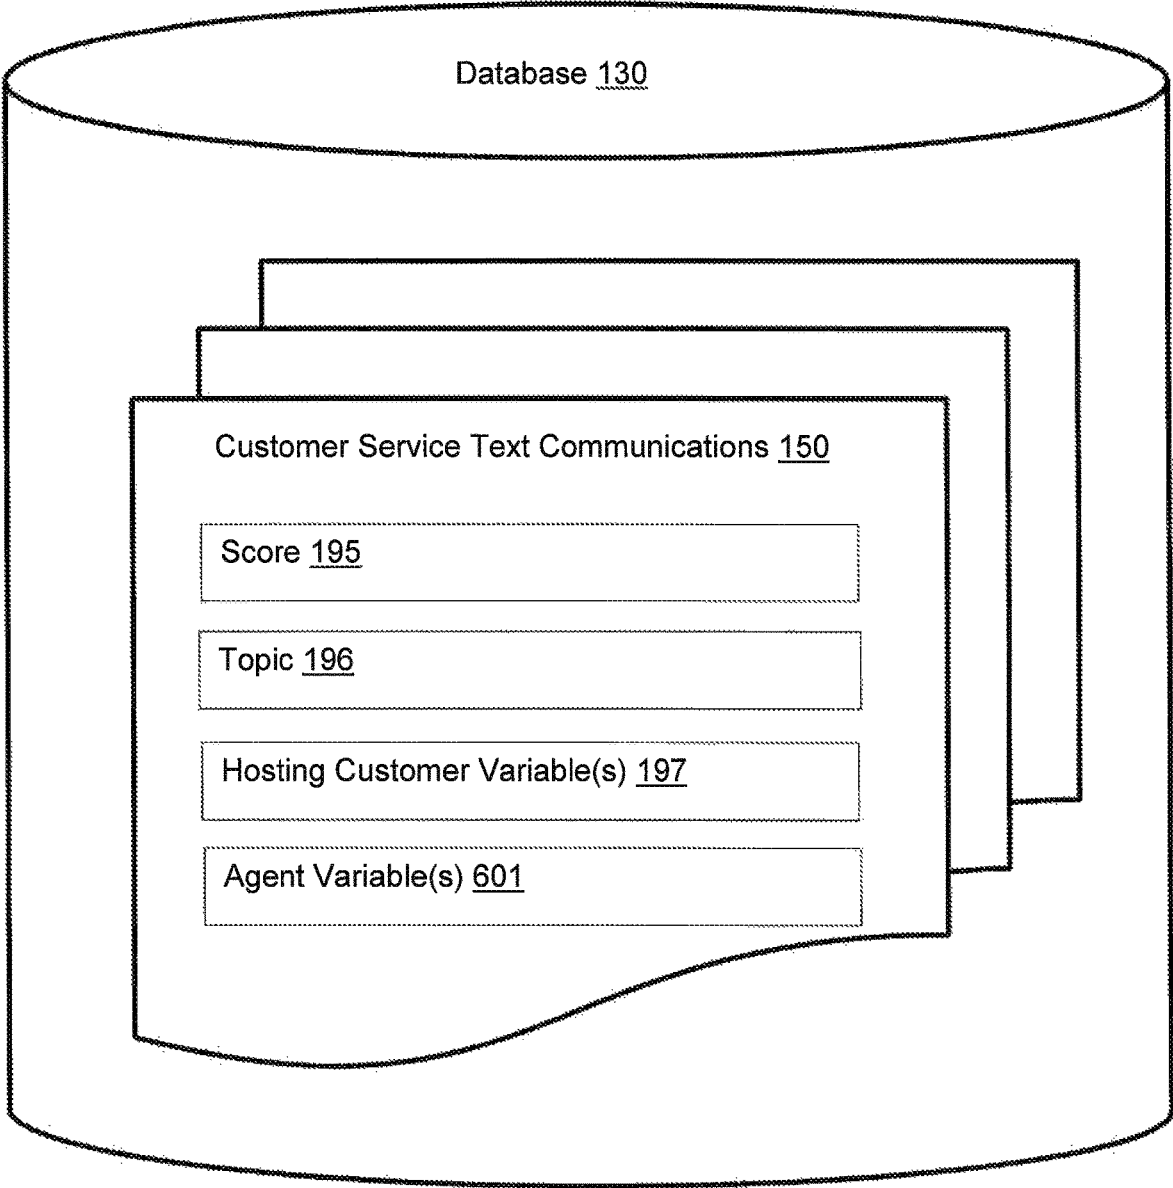 Database 130
Customer Service Text Communications 150
Score 195
Topic 196
Hosting Customer Variable(s) 197
Agent Variable(s) 601